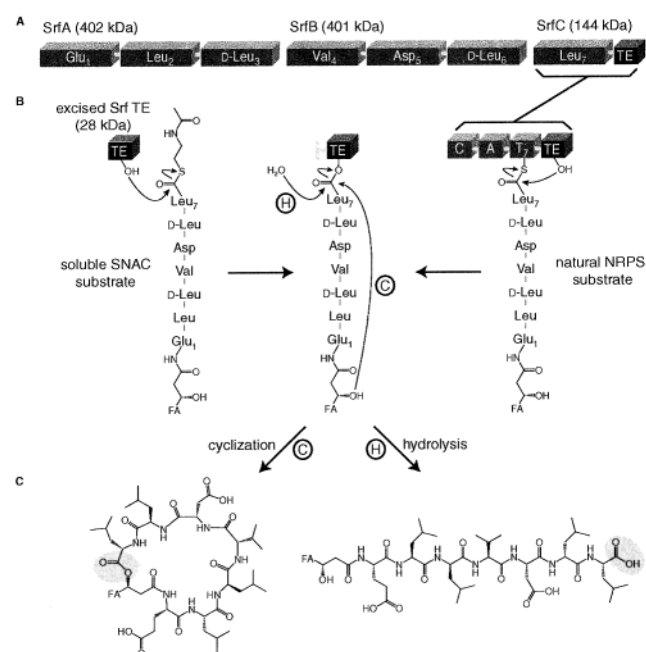 A
SrfA (402 kDa)
SrfB (401 kDa)
SrfC (144 kDa)
Glu1
Leu2
D-Leu3
Val4
Asp5
D-Leu6
Leu7
TE
B
excised Srf TE
(28 kDa)
TE
OH
HN
O
S
O
Leu7
D-Leu
Asp
Val
D-Leu
Leu
Glu1
HN
O
OH
FA
soluble SNAC
substrate
TE
O
O
H2O
H
Leu7
D-Leu
Asp
Val
D-Leu
Leu
Glu1
HN
O
OH
FA
C
C
A
T7
TE
S
OH
O
Leu7
D-Leu
Asp
Val
D-Leu
Leu
Glu1
HN
O
OH
FA
natural NRPS
substrate
cyclization
C
H
hydrolysis
C